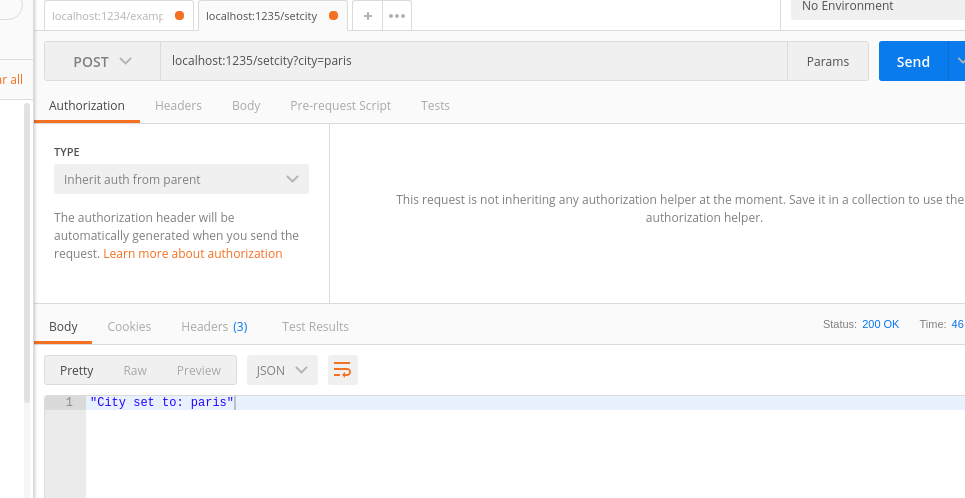 localhost:1234/examp
localhost:1235/setcity
+
No Environment
ar all
POST
localhost:1235/setcity?city=paris
Params
Send
Authorization
Headers
Body
Pre-request Script
Tests
TYPE
Inherit auth from parent
The authorization header will be
automatically generated when you send the
request. Learn more about authorization
This request is not inheriting any authorization helper at the moment. Save it in a collection to use the
authorization helper.
Body
Cookies
Headers (3)
Test Results
Status: 200 OK
Time: 46
Pretty
Raw
Preview
JSON
1 "City set to: paris"